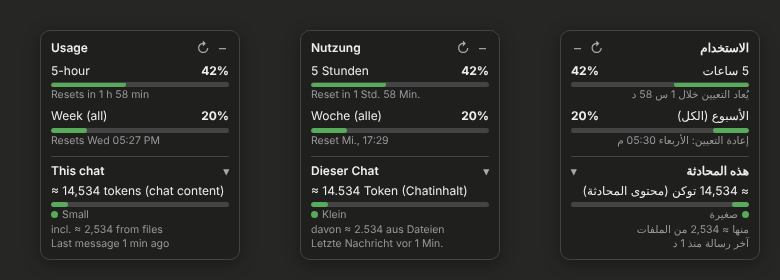 Usage
5-hour 42%
Resets in 1 h 58 min
Week (all) 20%
Resets Wed 05:27 PM
This chat
≈ 14,534 tokens (chat content)
Small
incl. ≈ 2,534 from files
Last message 1 min ago
Nutzung
5 Stunden 42%
Reset in 1 Std. 58 Min.
Woche (alle) 20%
Reset Mi., 17:29
Dieser Chat
≈ 14.534 Token (Chatinhalt)
Klein
davon ≈ 2.534 aus Dateien
Letzte Nachricht vor 1 Min.
الاستخدام
5 ساعات 42%
يُعاد التعيين خلال 1 س 58 د
الأسبوع (الكل) 20%
إعادة التعيين: الأربعاء 05:30 م
هذه المحادثة
≈ 14,534 توكن (محتوى المحادثة)
صغيرة
منها ≈ 2,534 من الملفات
آخر رسالة منذ 1 د